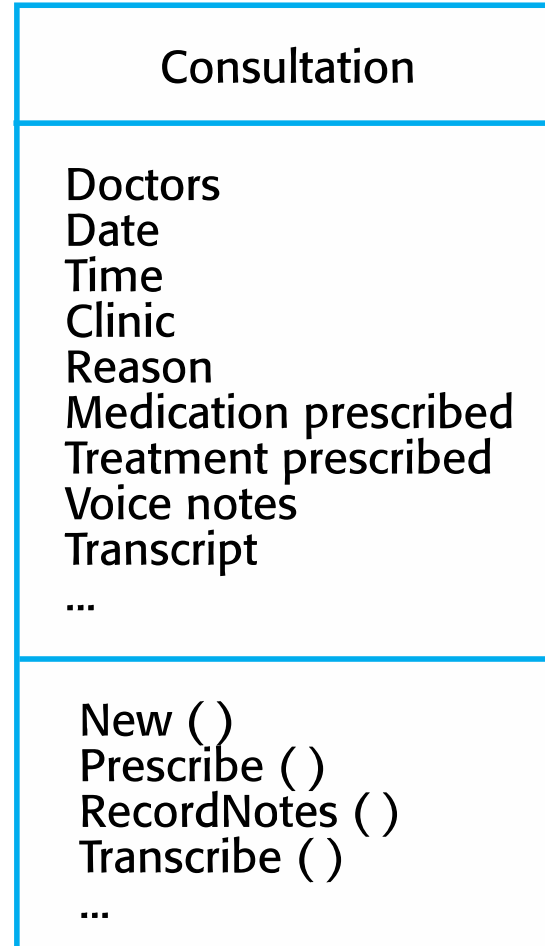 Consultation
Doctors
Date
Time
Clinic
Reason
Medication prescribed
Treatment prescribed
Voice notes
Transcript
...
New ( )
Prescribe ( )
RecordNotes ( )
Transcribe ( )
...